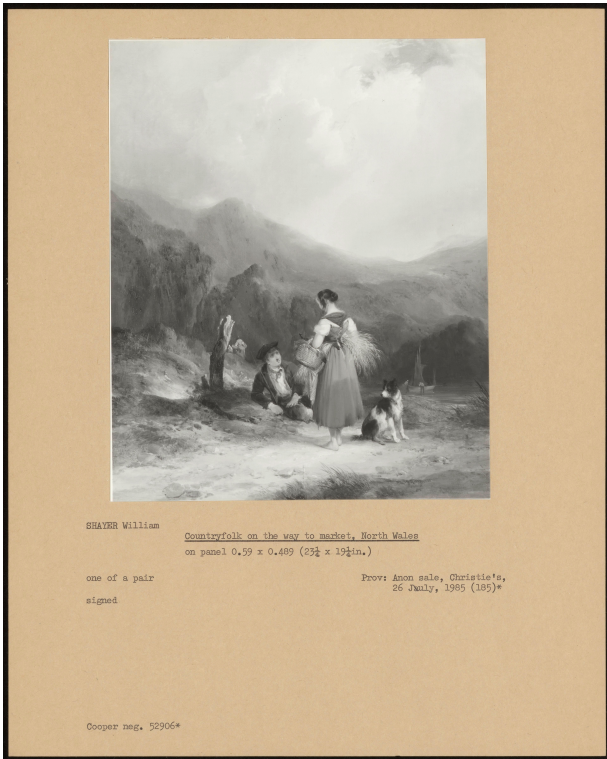 SHAYER William
Countryfolk on the way to market, North Wales
on panel 0.59 x 0.489 (23¼ x 19¼in.)
one of a pair
Prov: Anon sale, Christie's,
26 July, 1985 (185)*
signed
Cooper neg. 52906*